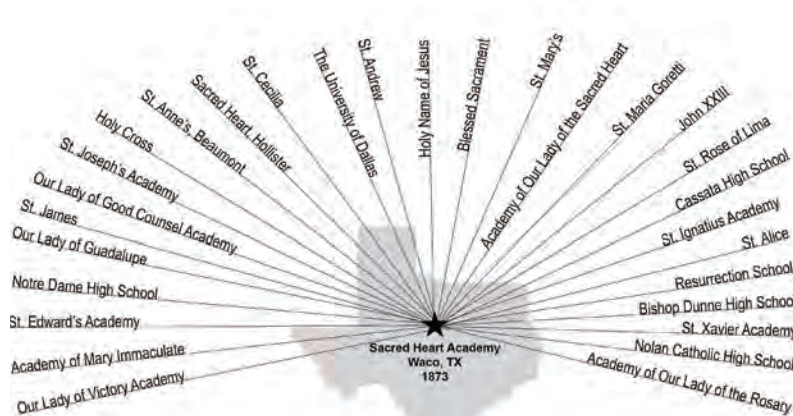 Our Lady of Victory Academy
Academy of Mary Immaculate
St. Edward's Academy
Notre Dame High School
Our Lady of Guadalupe
St. James
Our Lady of Good Counsel Academy
St. Joseph's Academy
Holy Cross
St. Anne's, Beaumont
Sacred Heart, Hollister
St. Cecilia
The University of Dallas
St. Andrew
Holy Name of Jesus
Blessed Sacrament
St. Mary's
Academy of Our Lady of the Sacred Heart
St. Maria Goretti
John XXIII
St. Rose of Lima
Cassata High School
St. Ignatius Academy
St. Alice
Resurrection School
Bishop Dunne High School
St. Xavier Academy
Nolan Catholic High School
Academy of Our Lady of the Rosary
Sacred Heart Academy
Waco, TX
1873